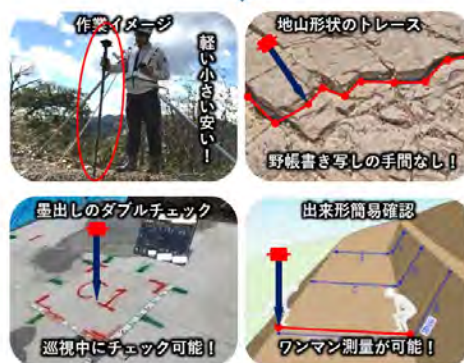 作業イメージ
軽い小さい安い！
地山形状のトレース
野帳書き写しの手間なし！
墨出しのダブルチェック
C1
巡視中にチェック可能！
出来形簡易確認
ワンマン測量が可能！